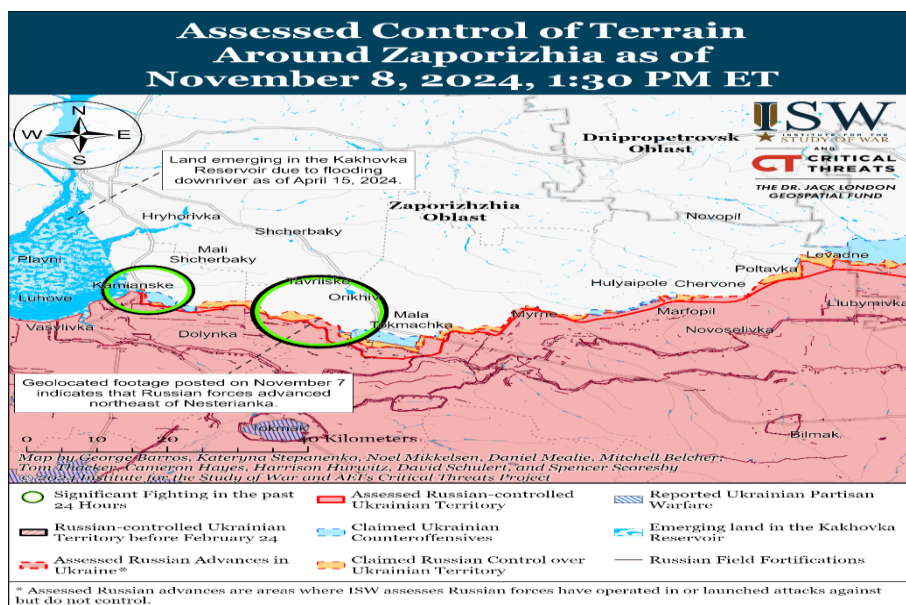 Assessed Control of Terrain
Around Zaporizhia as of
November 8, 2024, 1:30 PM ET
N
W E
S
ISW
INSTITUTE FOR THE
STUDY OF WAR
AND
CT CRITICAL
THREATS
THE DR. JACK LONDON
GEOSPATIAL FUND
Dnipropetrovsk
Oblast
Land emerging in the Kakhovka
Reservoir due to flooding
downriver as of April 15, 2024.
Zaporizhzhia
Oblast
Hryhorivka
Novopil
Shcherbaky
Mali
Shcherbaky
Plavni
Levadne
Poltavka
Kamianske
Tavriiske
Hulyaipole
Chervone
Luhove
Orikhiv
Liubymivka
Mala
Tokmachka
Myrne
Marfopil
Vasylivka
Dolynka
Novoselivka
Geolocated footage posted on November 7
indicates that Russian forces advanced
northeast of Nesterianka.
Tokmak
Bilmak
0 10 20 40 Kilometers
Map by George Barros, Kateryna Stepanenko, Noel Mikkelsen, Daniel Mealie, Mitchell Belcher,
Tom Thacker, Cameron Hayes, Harrison Hurwitz, David Schulert, and Spencer Scoresby
© 2024 Institute for the Study of War and AEI's Critical Threats Project
Significant Fighting in the past
24 Hours
Assessed Russian-controlled
Ukrainian Territory
Reported Ukrainian Partisan
Warfare
Russian-controlled Ukrainian
Territory before February 24
Claimed Ukrainian
Counteroffensives
Emerging land in the Kakhovka
Reservoir
Assessed Russian Advances in
Ukraine*
Claimed Russian Control over
Ukrainian Territory
Russian Field Fortifications
* Assessed Russian advances are areas where ISW assesses Russian forces have operated in or launched attacks against
but do not control.